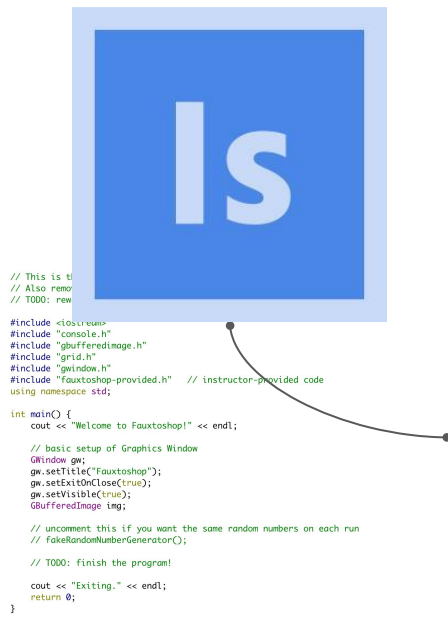 Is
// This is
// Also
// TODO:
#include <iostream>
#include "console.h"
#include "gbufferedimage.h"
#include "grid.h"
#include "gwindow.h"
#include "fauxtoshop-provided.h"   // instructor-provided code
using namespace std;
int main() {
    cout << "Welcome to Fauxtoshop!" << endl;
    // basic setup of Graphics Window
    GWindow gw;
    gw.setTitle("Fauxtoshop");
    gw.setExitOnClose(true);
    gw.setVisible(true);
    GBufferedImage img;
    // uncomment this if you want the same random numbers on each run
    // fakeRandomNumberGenerator();
    // TODO: finish the program!
    cout << "Exiting." << endl;
    return 0;
}